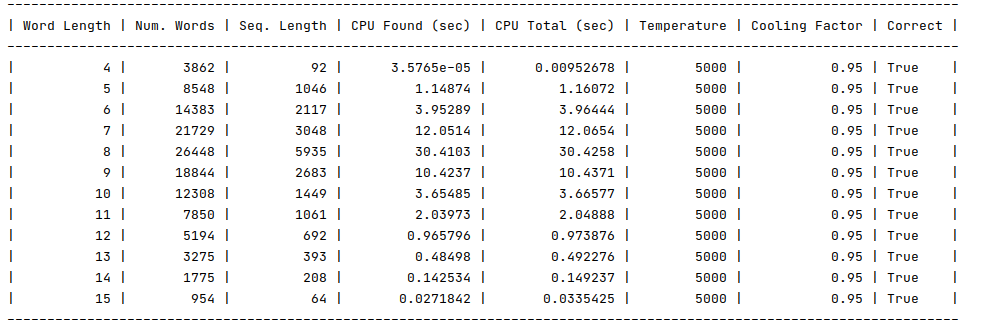 -----------------------------------------------------------------------------------------------------------------------
| Word Length | Num. Words | Seq. Length | CPU Found (sec) | CPU Total (sec) | Temperature | Cooling Factor | Correct |
-----------------------------------------------------------------------------------------------------------------------
|           4 |       3862 |          92 |      3.5765e-05 |      0.00952678 |        5000 |           0.95 | True    |
|           5 |       8548 |        1046 |         1.14874 |         1.16072 |        5000 |           0.95 | True    |
|           6 |      14383 |        2117 |         3.95289 |         3.96444 |        5000 |           0.95 | True    |
|           7 |      21729 |        3048 |         12.0514 |         12.0654 |        5000 |           0.95 | True    |
|           8 |      26448 |        5935 |         30.4103 |         30.4258 |        5000 |           0.95 | True    |
|           9 |      18844 |        2683 |         10.4237 |         10.4371 |        5000 |           0.95 | True    |
|          10 |      12308 |        1449 |         3.65485 |         3.66577 |        5000 |           0.95 | True    |
|          11 |       7850 |        1061 |         2.03973 |         2.04888 |        5000 |           0.95 | True    |
|          12 |       5194 |         692 |        0.965796 |        0.973876 |        5000 |           0.95 | True    |
|          13 |       3275 |         393 |         0.48498 |        0.492276 |        5000 |           0.95 | True    |
|          14 |       1775 |         208 |        0.142534 |        0.149237 |        5000 |           0.95 | True    |
|          15 |        954 |          64 |       0.0271842 |       0.0335425 |        5000 |           0.95 | True    |
-----------------------------------------------------------------------------------------------------------------------